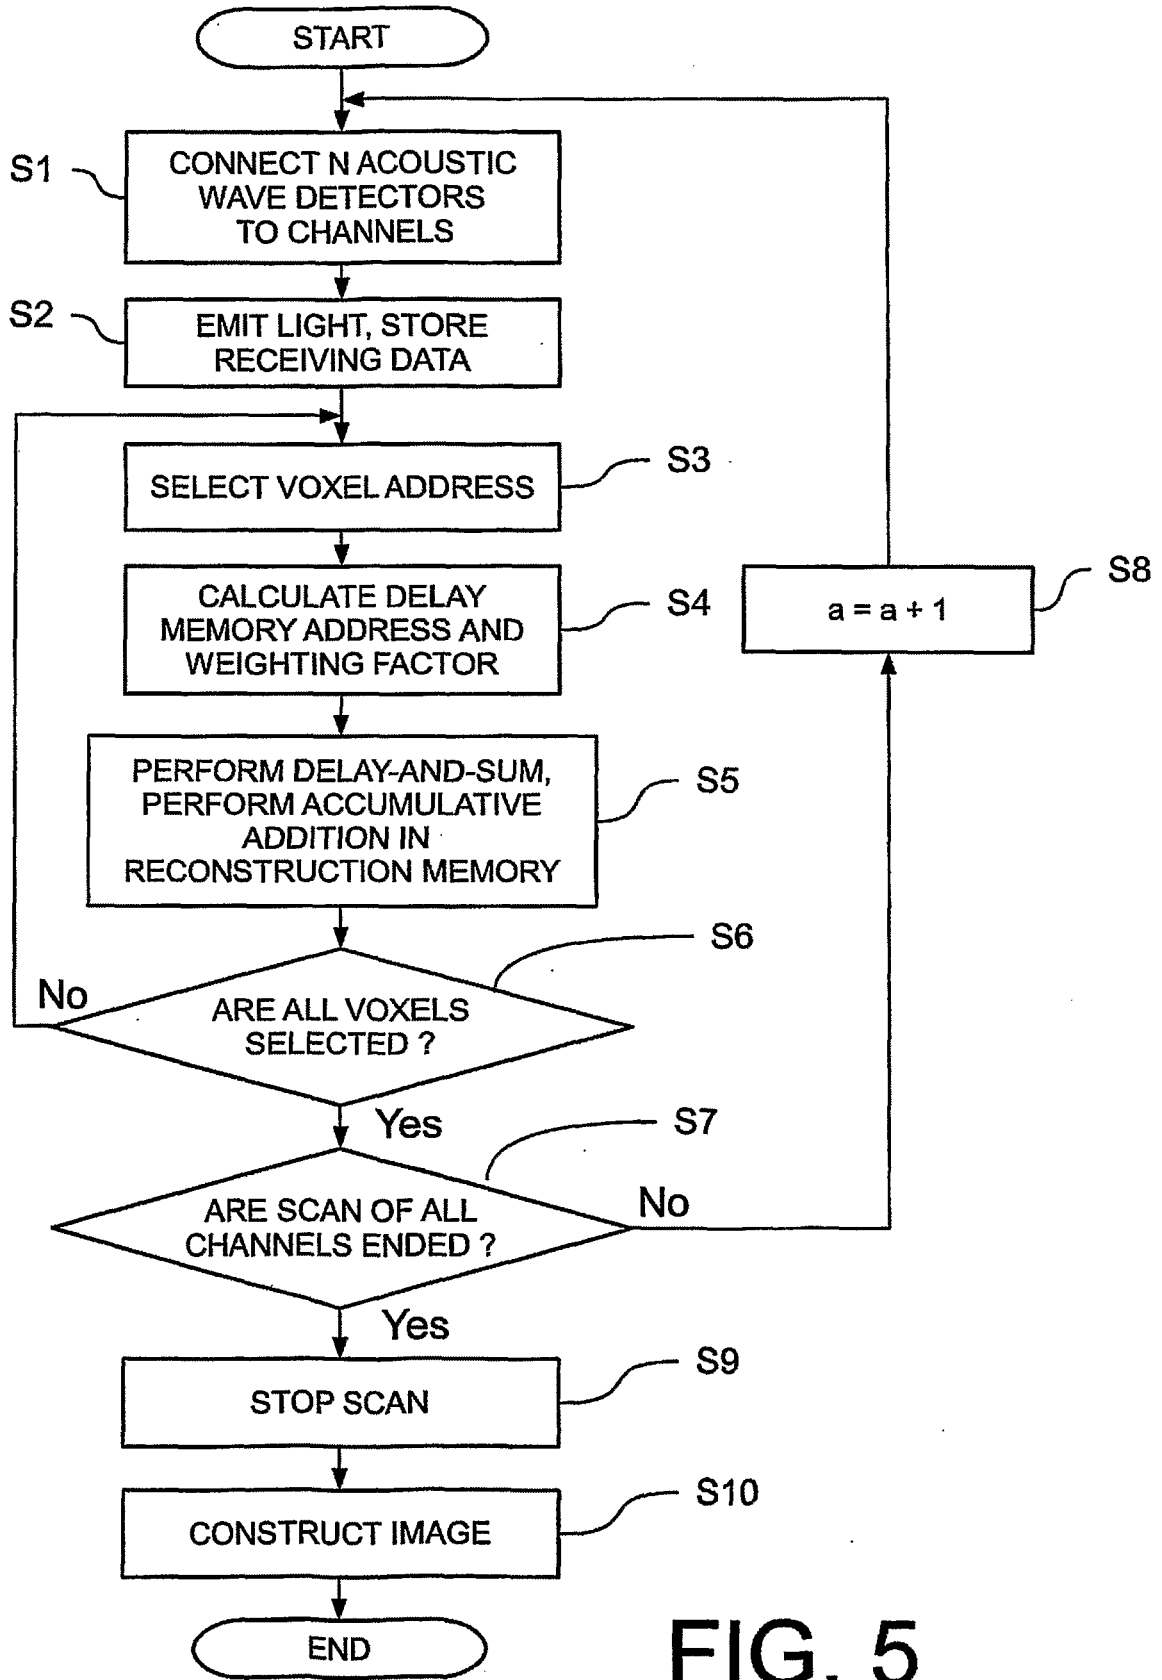 START
S1
CONNECT N ACOUSTIC
WAVE DETECTORS
TO CHANNELS
S2
EMIT LIGHT, STORE
RECEIVING DATA
S3
SELECT VOXEL ADDRESS
S4
CALCULATE DELAY
MEMORY ADDRESS AND
WEIGHTING FACTOR
S8
a = a + 1
S5
PERFORM DELAY-AND-SUM,
PERFORM ACCUMULATIVE
ADDITION IN
RECONSTRUCTION MEMORY
S6
No
ARE ALL VOXELS
SELECTED ?
Yes
S7
ARE SCAN OF ALL
CHANNELS ENDED ?
No
Yes
S9
STOP SCAN
S10
CONSTRUCT IMAGE
END
FIG. 5